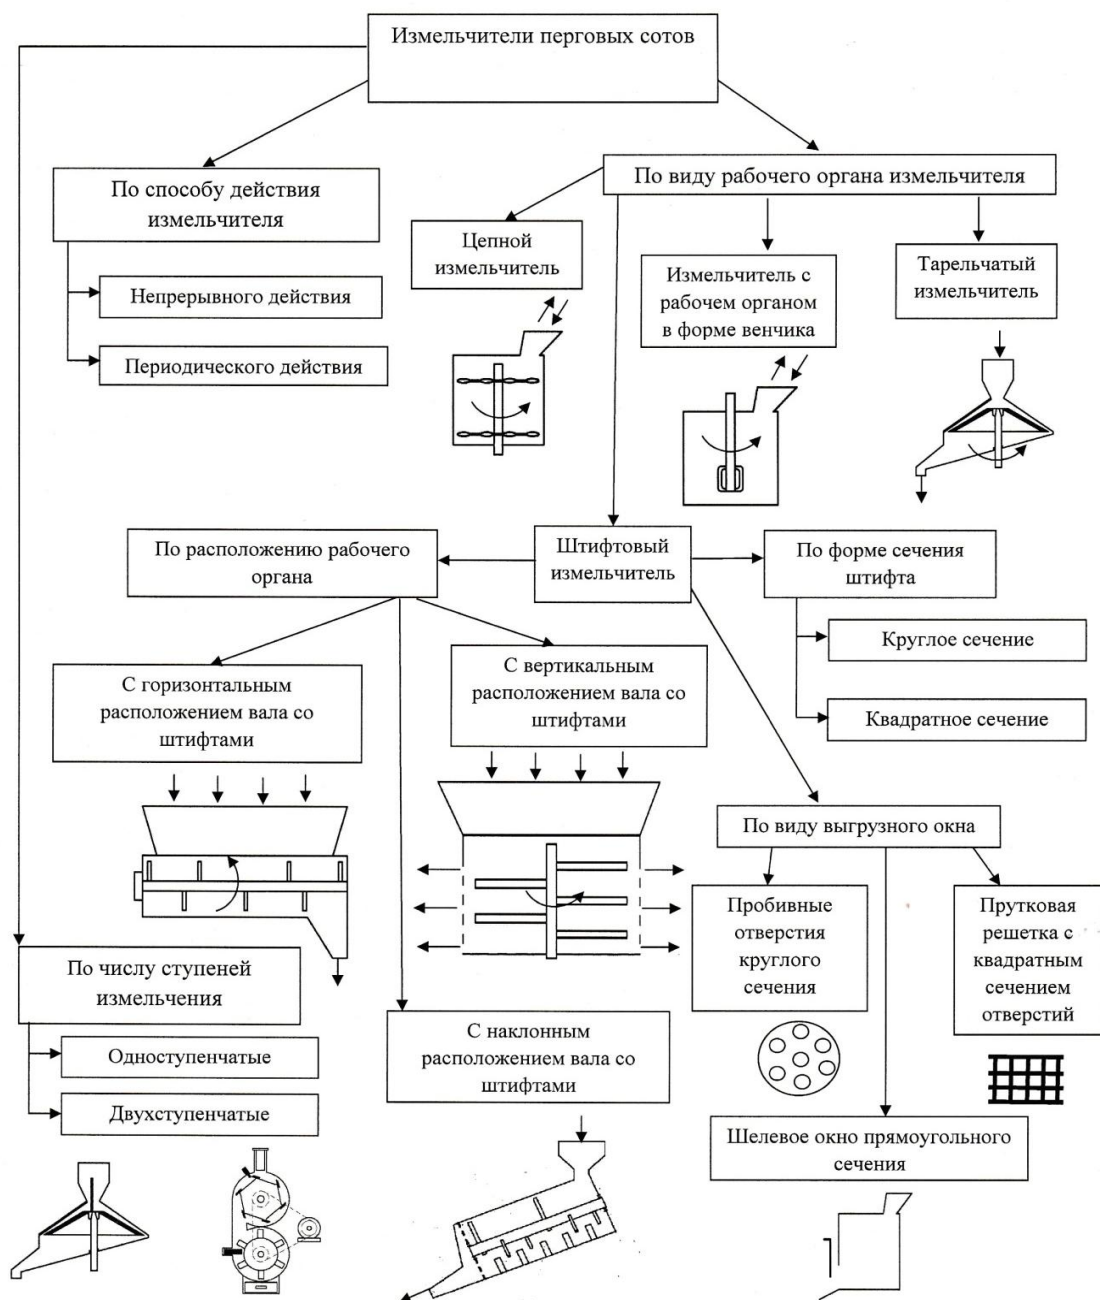 Измельчители перговых сотов
По способу действия
измельчителя
Непрерывного действия
Периодического действия
По виду рабочего органа измельчителя
Цепной
измельчитель
Измельчитель с
рабочем органом
в форме венчика
Тарельчатый
измельчитель
По расположению рабочего
органа
Штифтовый
измельчитель
По форме сечения
штифта
Круглое сечение
Квадратное сечение
С горизонтальным
расположением вала со
штифтами
С вертикальным
расположением вала со
штифтами
По виду выгрузного окна
Пробивные
отверстия
круглого
сечения
Прутковая
решетка с
квадратным
сечением
отверстий
По числу ступеней
измельчения
Одноступенчатые
Двухступенчатые
С наклонным
расположением вала со
штифтами
Шелевое окно прямоугольного
сечения